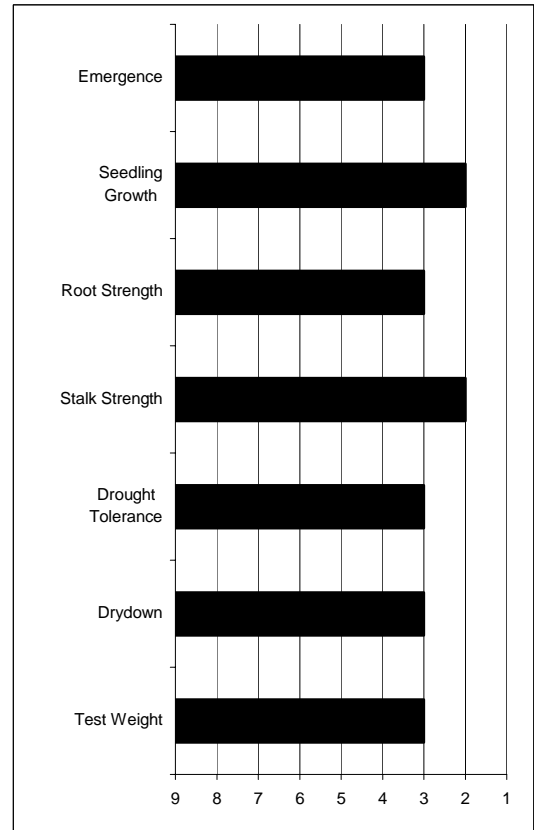 Emergence
Seedling
Growth
Root Strength
Stalk Strength
Drought
Tolerance
Drydown
Test Weight
9 8 7 6 5 4 3 2 1